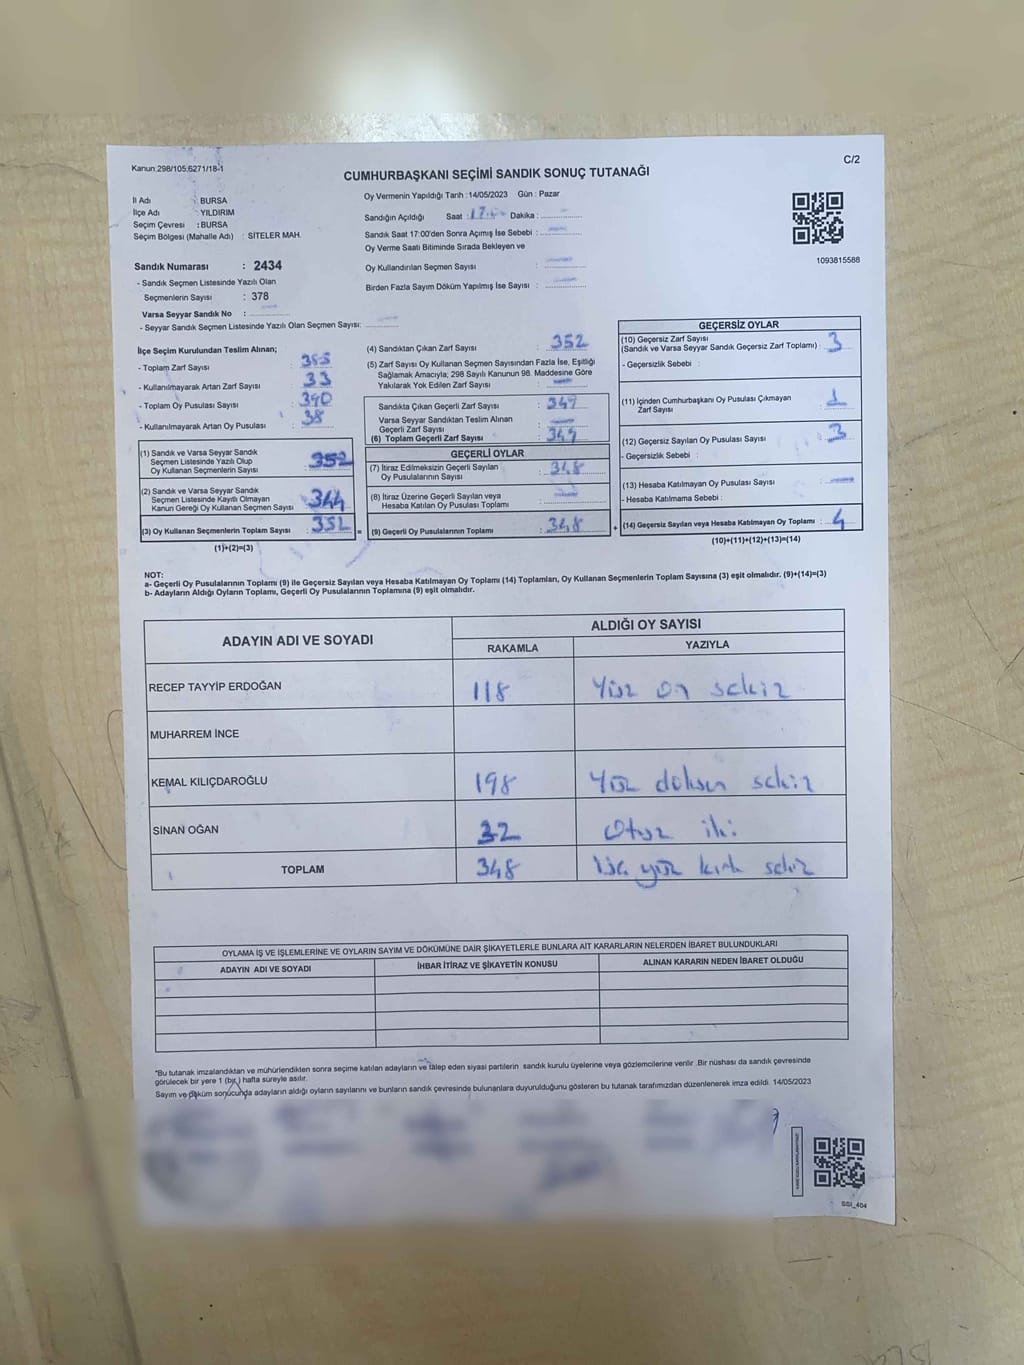 Kanun:298/105;6271/18-1
C/2
CUMHURBAŞKANI SEÇİMİ SANDIK SONUÇ TUTANAĞI
Oy Vermenin Yapıldığı Tarih :14/05/2023 Gün : Pazar
İl Adı : BURSA
İlçe Adı : YILDIRIM
Seçim Çevresi : BURSA
Seçim Bölgesi (Mahalle Adı) : SİTELER MAH.
Sandığın Açıldığı Saat : 17 Dakika :
Sandık Saat 17:00'den Sonra Açımış İse Sebebi :
Oy Verme Saati Bitiminde Sırada Bekleyen ve
Oy Kullandırılan Seçmen Sayısı :
Birden Fazla Sayım Döküm Yapılmış İse Sayısı :
1093815588
Sandık Numarası : 2434
- Sandık Seçmen Listesinde Yazılı Olan
Seçmenlerin Sayısı : 378
Varsa Seyyar Sandık No :
- Seyyar Sandık Seçmen Listesinde Yazılı Olan Seçmen Sayısı:
İlçe Seçim Kurulundan Teslim Alınan;
- Toplam Zarf Sayısı : 385
- Kullanılmayarak Artan Zarf Sayısı : 33
- Toplam Oy Pusulası Sayısı : 390
- Kullanılmayarak Artan Oy Pusulası : 38
(1) Sandık ve Varsa Seyyar Sandık
Seçmen Listesinde Yazılı Olup
Oy Kullanan Seçmenlerin Sayısı : 352
(2) Sandık ve Varsa Seyyar Sandık
Seçmen Listesinde Kayıtlı Olmayan
Kanun Gereği Oy Kullanan Seçmen Sayısı :
(3) Oy Kullanan Seçmenlerin Toplam Sayısı : 352
(1)+(2)=(3)
=
(4) Sandıktan Çıkan Zarf Sayısı : 352
(5) Zarf Sayısı Oy Kullanan Seçmen Sayısından Fazla İse, Eşitliği
Sağlamak Amacıyla; 298 Sayılı Kanunun 98. Maddesine Göre
Yakılarak Yok Edilen Zarf Sayısı :
Sandıkta Çıkan Geçerli Zarf Sayısı : 349
Varsa Seyyar Sandıktan Teslim Alınan
Geçerli Zarf Sayısı :
(6) Toplam Geçerli Zarf Sayısı : 349
GEÇERLİ OYLAR
(7) İtiraz Edilmeksizin Geçerli Sayılan
Oy Pusulalarının Sayısı : 348
(8) İtiraz Üzerine Geçerli Sayılan veya
Hesaba Katılan Oy Pusulası Toplamı :
(9) Geçerli Oy Pusulalarının Toplamı : 348
+
GEÇERSİZ OYLAR
(10) Geçersiz Zarf Sayısı
(Sandık ve Varsa Seyyar Sandık Geçersiz Zarf Toplamı) : 3
- Geçersizlik Sebebi :
(11) İçinden Cumhurbaşkanı Oy Pusulası Çıkmayan
Zarf Sayısı : 1
(12) Geçersiz Sayılan Oy Pusulası Sayısı : 3
- Geçersizlik Sebebi :
(13) Hesaba Katılmayan Oy Pusulası Sayısı :
- Hesaba Katılmama Sebebi :
(14) Geçersiz Sayılan veya Hesaba Katılmayan Oy Toplamı : 4
(10)+(11)+(12)+(13)=(14)
NOT:
a- Geçerli Oy Pusulalarının Toplamı (9) ile Geçersiz Sayılan veya Hesaba Katılmayan Oy Toplamı (14) Toplamları, Oy Kullanan Seçmenlerin Toplam Sayısına (3) eşit olmalıdır. (9)+(14)=(3)
b- Adayların Aldığı Oyların Toplamı, Geçerli Oy Pusulalarının Toplamına (9) eşit olmalıdır.
ADAYIN ADI VE SOYADI
ALDIĞI OY SAYISI
RAKAMLA YAZIYLA
RECEP TAYYİP ERDOĞAN 118 Yüz on sekiz
MUHARREM İNCE
KEMAL KILIÇDAROĞLU 198 Yüz doksan sekiz
SİNAN OĞAN 32 Otuz iki
TOPLAM 348 Üç yüz kırk sekiz
OYLAMA İŞ VE İŞLEMLERİNE VE OYLARIN SAYIM VE DÖKÜMÜNE DAİR ŞİKAYETLERLE BUNLARA AİT KARARLARIN NELERDEN İBARET BULUNDUKLARI
ADAYIN ADI VE SOYADI İHBAR İTİRAZ VE ŞİKAYETİN KONUSU ALINAN KARARIN NEDEN İBARET OLDUĞU
*Bu tutanak imzalandıktan ve mühürlendikten sonra seçime katılan adayların ve talep eden siyasi partilerin sandık kurulu üyelerine veya gözlemcilerine verilir .Bir nüshası da sandık çevresinde
görülecek bir yere 1 (bir ) hafta süreyle asılır.
Sayım ve döküm sonucunda adayların aldığı oyların sayılarını ve bunların sandık çevresinde bulunanlara duyurulduğunu gösteren bu tutanak tarafımızdan düzenlenerek imza edildi. 14/05/2023
SSI_404